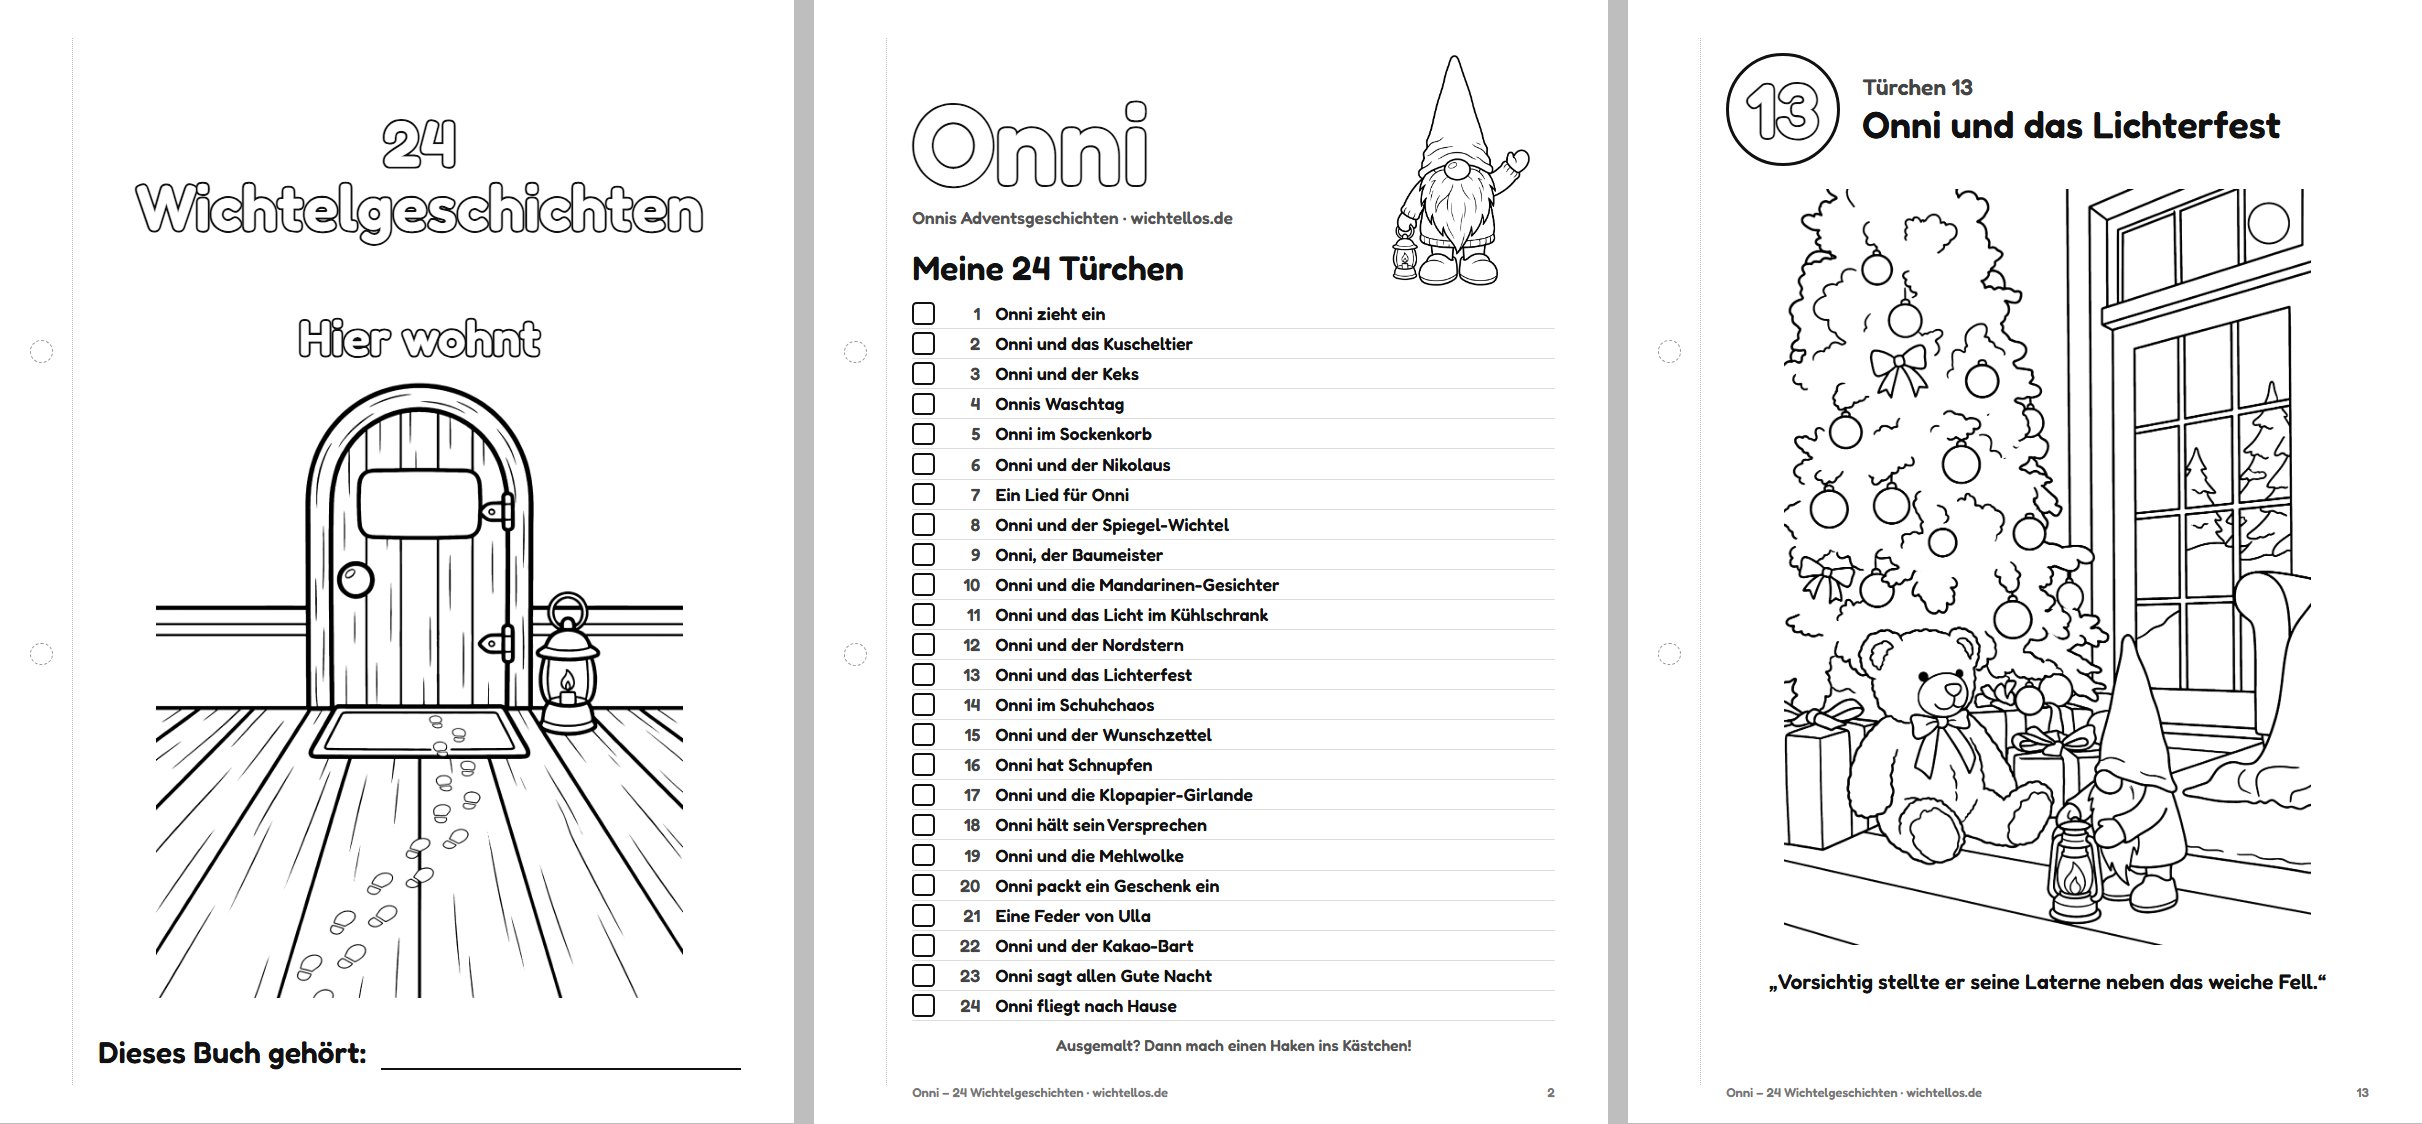 24
Wichtelgeschichten
Hier wohnt
Dieses Buch gehört:
Onni
Onnis Adventsgeschichten · wichtellos.de
Meine 24 Türchen
1 Onni zieht ein
2 Onni und das Kuscheltier
3 Onni und der Keks
4 Onnis Waschtag
5 Onni im Sockenkorb
6 Onni und der Nikolaus
7 Ein Lied für Onni
8 Onni und der Spiegel-Wichtel
9 Onni, der Baumeister
10 Onni und die Mandarinen-Gesichter
11 Onni und das Licht im Kühlschrank
12 Onni und der Nordstern
13 Onni und das Lichterfest
14 Onni im Schuhchaos
15 Onni und der Wunschzettel
16 Onni hat Schnupfen
17 Onni und die Klopapier-Girlande
18 Onni hält sein Versprechen
19 Onni und die Mehlwolke
20 Onni packt ein Geschenk ein
21 Eine Feder von Ulla
22 Onni und der Kakao-Bart
23 Onni sagt allen Gute Nacht
24 Onni fliegt nach Hause
Ausgemalt? Dann mach einen Haken ins Kästchen!
Onni – 24 Wichtelgeschichten · wichtellos.de 2
13
Türchen 13
Onni und das Lichterfest
„Vorsichtig stellte er seine Laterne neben das weiche Fell.“
Onni – 24 Wichtelgeschichten · wichtellos.de 13